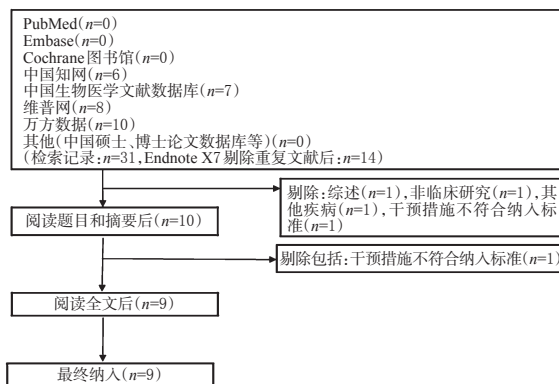 PubMed(n=0)
Embase(n=0)
Cochrane图书馆(n=0)
中国知网(n=6)
中国生物医学文献数据库(n=7)
维普网(n=8)
万方数据(n=10)
其他(中国硕士、博士论文数据库等)(n=0)
(检索记录:n=31,Endnote X7剔除重复文献后:n=14)
剔除:综述(n=1),非临床研究(n=1),其
他疾病(n=1),干预措施不符合纳入标
准(n=1)
阅读题目和摘要后(n=10)
剔除包括:干预措施不符合纳入标准(n=1)
阅读全文后(n=9)
最终纳入(n=9)